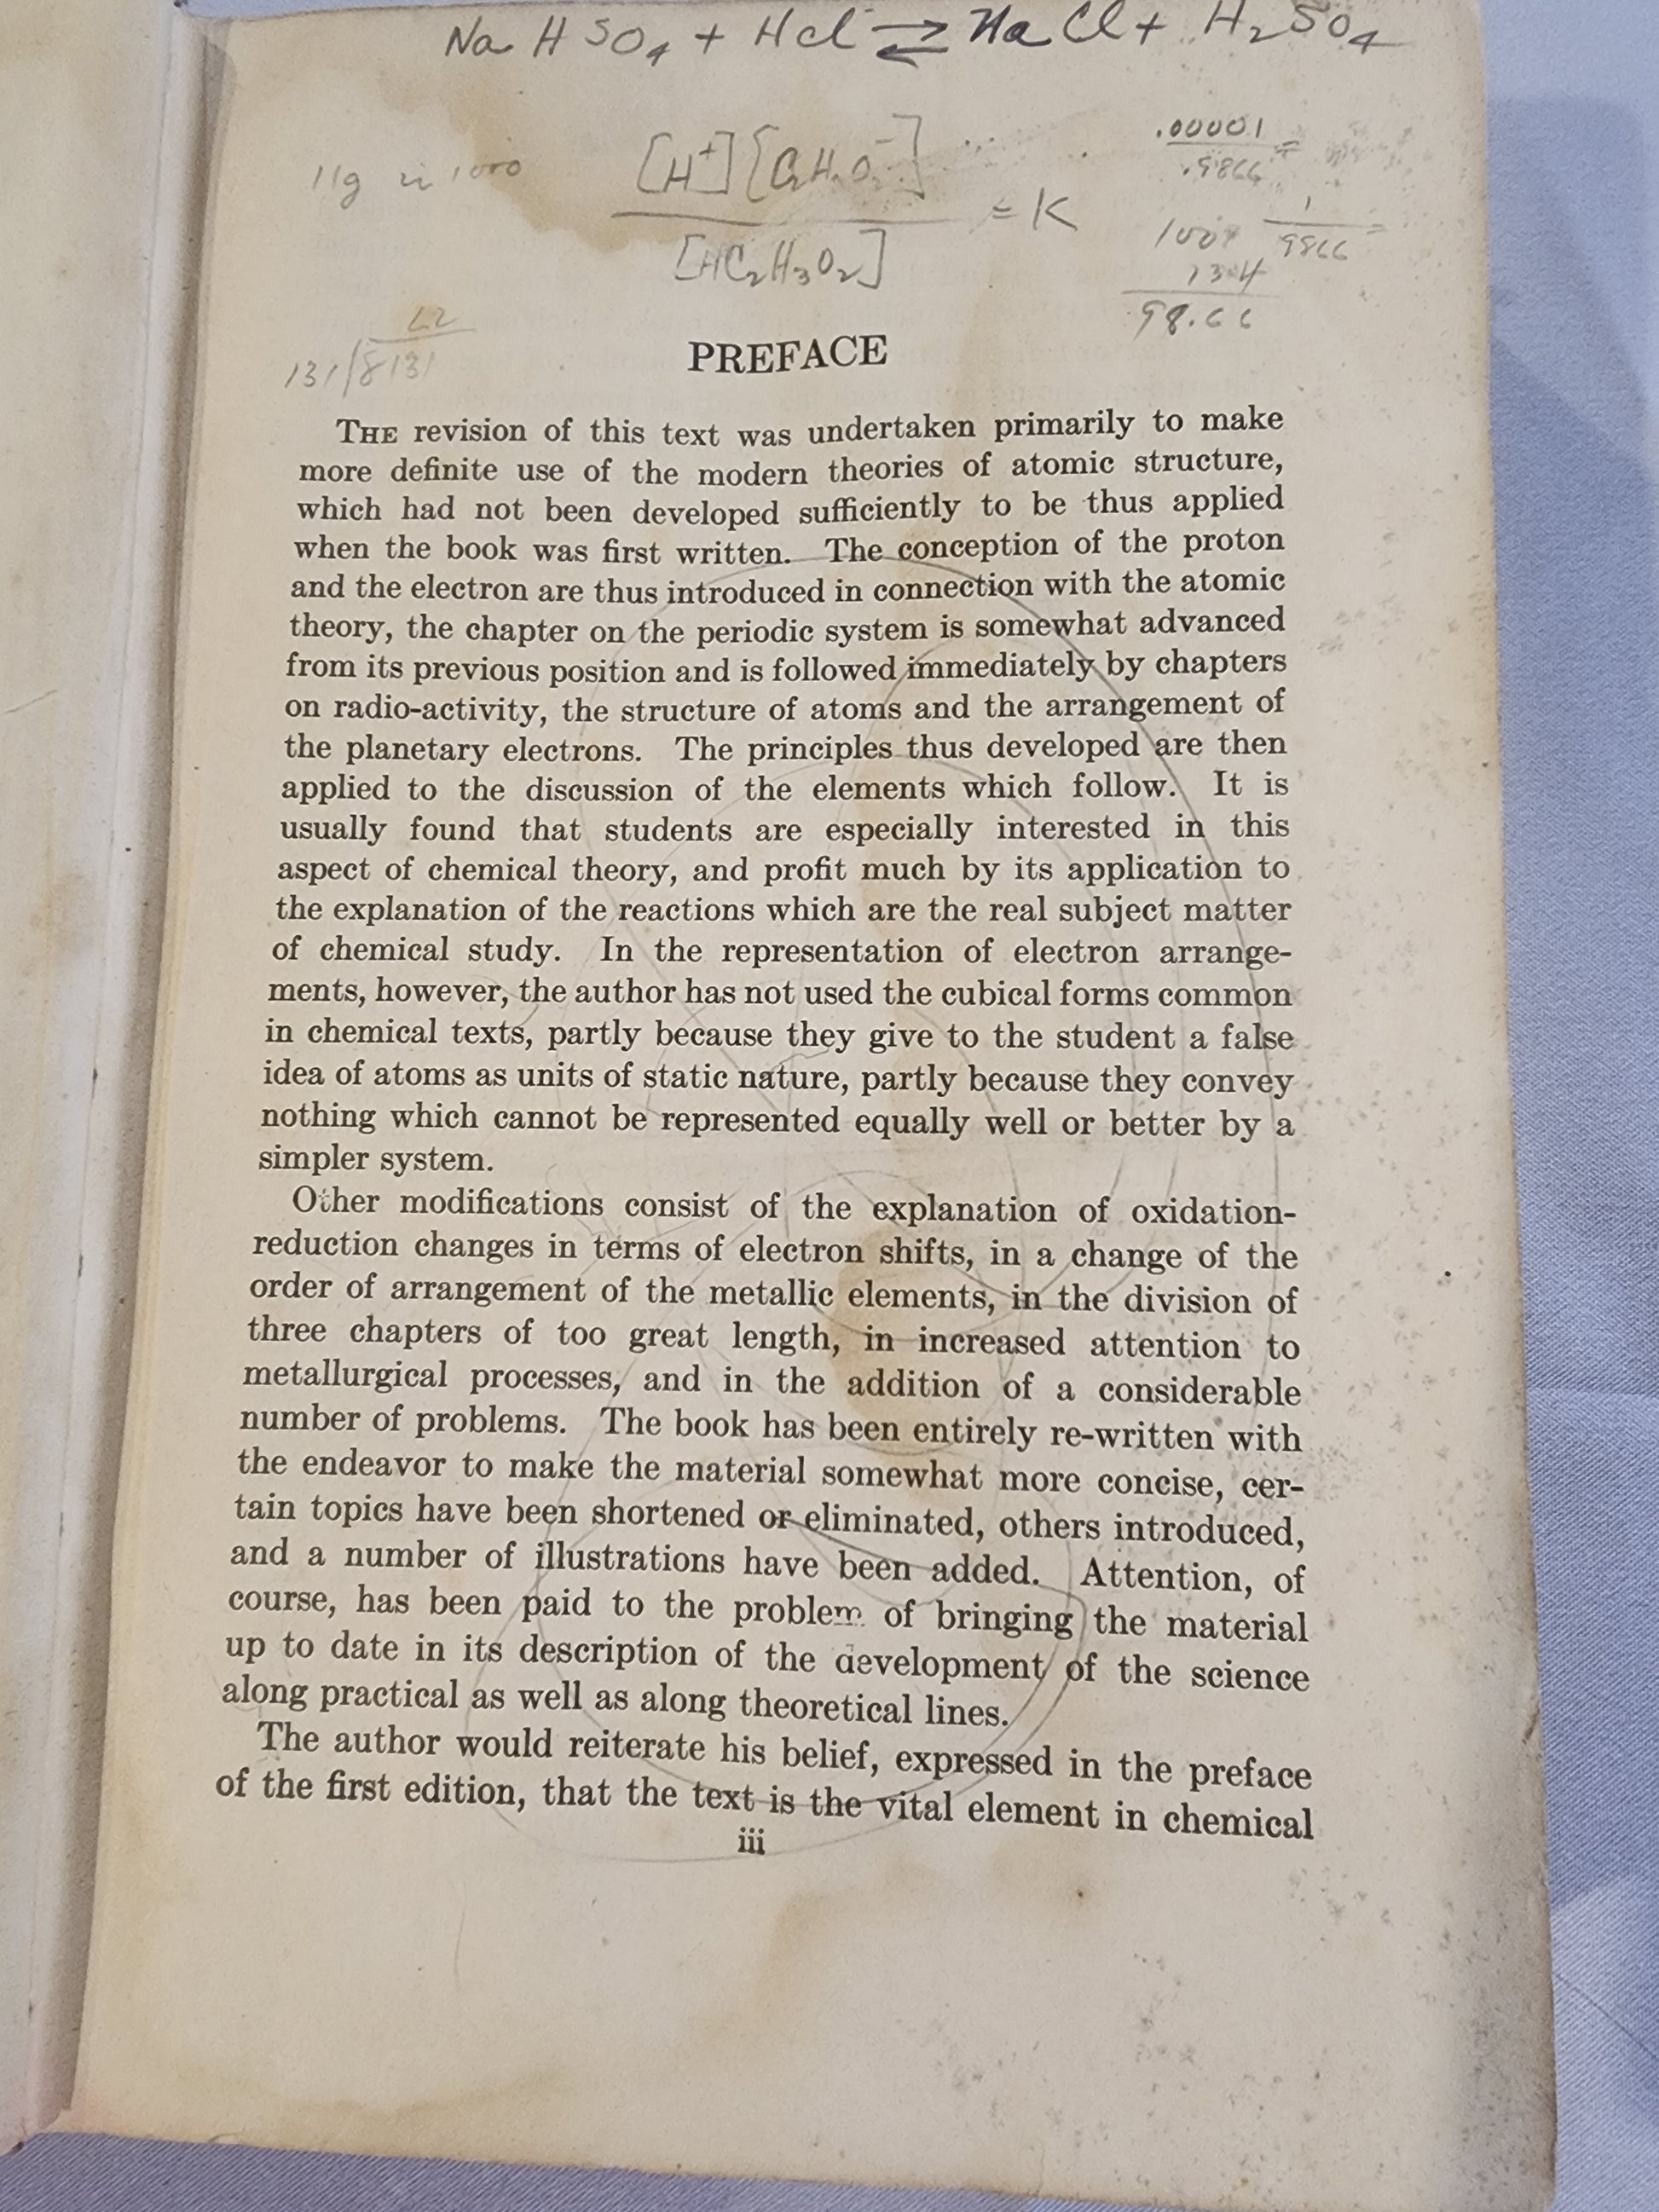 Na H SO4 + HCl ⇌ NaCl + H2SO4
11g in 1000
[H+][C2H3O2-]
= K
[HC2H3O2]
.00001
.9866 =
1
9866 =
100
1.34
98.66
62
131/8131
PREFACE
THE revision of this text was undertaken primarily to make
more definite use of the modern theories of atomic structure,
which had not been developed sufficiently to be thus applied
when the book was first written. The conception of the proton
and the electron are thus introduced in connection with the atomic
theory, the chapter on the periodic system is somewhat advanced
from its previous position and is followed immediately by chapters
on radio-activity, the structure of atoms and the arrangement of
the planetary electrons. The principles thus developed are then
applied to the discussion of the elements which follow. It is
usually found that students are especially interested in this
aspect of chemical theory, and profit much by its application to
the explanation of the reactions which are the real subject matter
of chemical study. In the representation of electron arrange-
ments, however, the author has not used the cubical forms common
in chemical texts, partly because they give to the student a false
idea of atoms as units of static nature, partly because they convey
nothing which cannot be represented equally well or better by a
simpler system.
Other modifications consist of the explanation of oxidation-
reduction changes in terms of electron shifts, in a change of the
order of arrangement of the metallic elements, in the division of
three chapters of too great length, in increased attention to
metallurgical processes, and in the addition of a considerable
number of problems. The book has been entirely re-written with
the endeavor to make the material somewhat more concise, cer-
tain topics have been shortened or eliminated, others introduced,
and a number of illustrations have been added. Attention, of
course, has been paid to the problem of bringing the material
up to date in its description of the development of the science
along practical as well as along theoretical lines.
The author would reiterate his belief, expressed in the preface
of the first edition, that the text is the vital element in chemical
iii